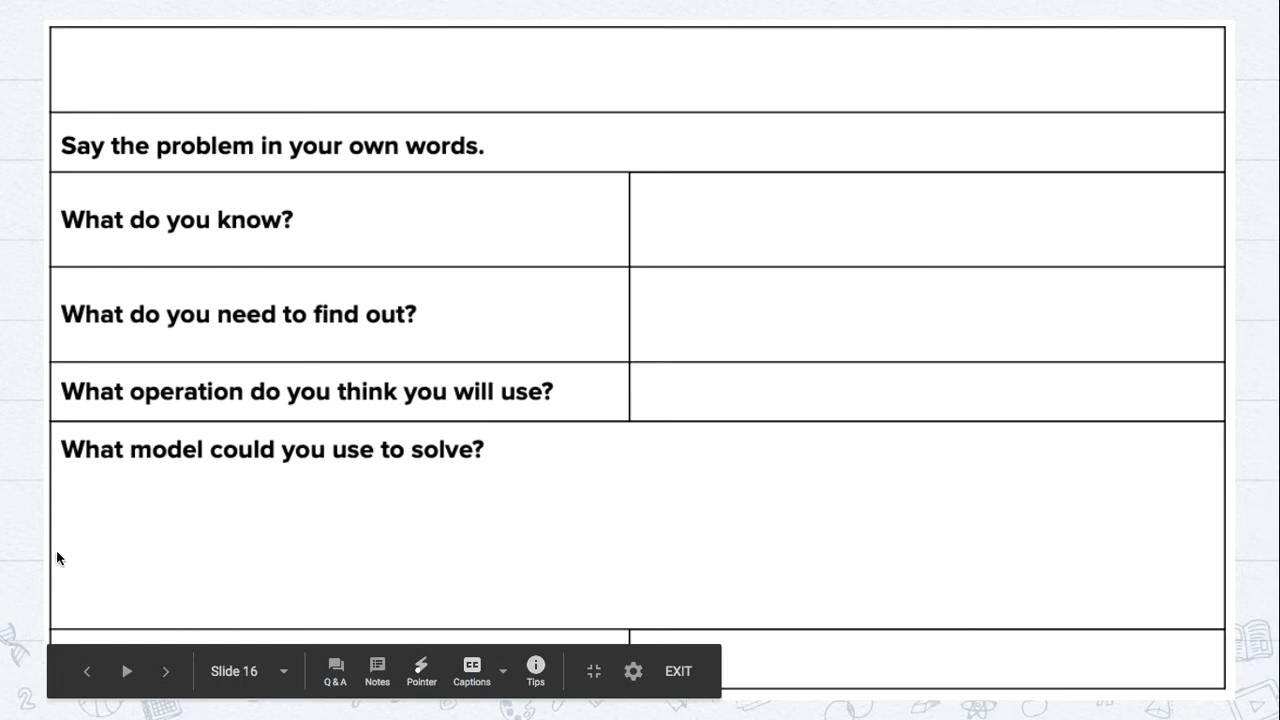 Say the problem in your own words.
What do you know?
What do you need to find out?
What operation do you think you will use?
What model could you use to solve?
Slide 16
Q & A
Notes
Pointer
CC
Captions
Tips
EXIT